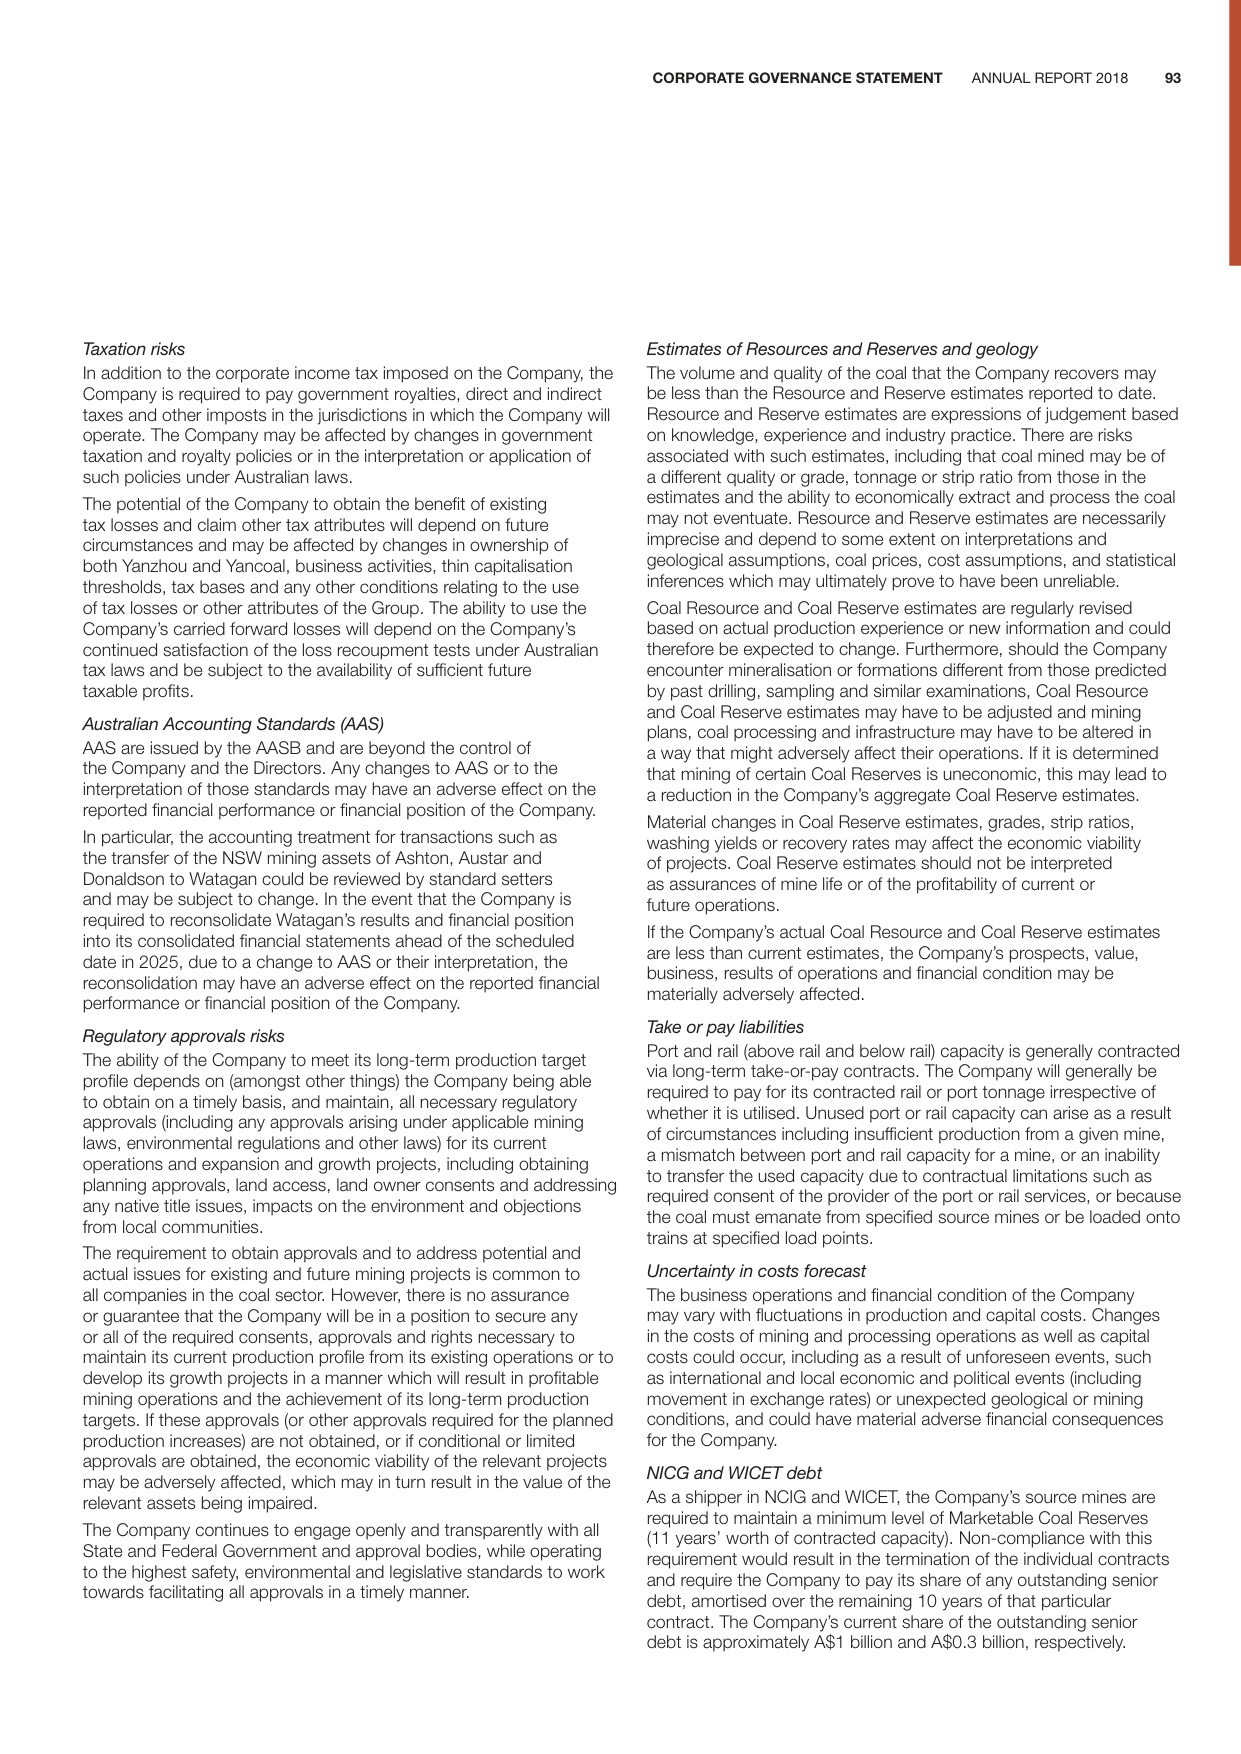 CORPORATE GOVERNANCE STATEMENT ANNUAL REPORT 2018 93
Taxation risks
In addition to the corporate income tax imposed on the Company, the
Company is required to pay government royalties, direct and indirect
taxes and other imposts in the jurisdictions in which the Company will
operate. The Company may be affected by changes in government
taxation and royalty policies or in the interpretation or application of
such policies under Australian laws.
The potential of the Company to obtain the benefit of existing
tax losses and claim other tax attributes will depend on future
circumstances and may be affected by changes in ownership of
both Yanzhou and Yancoal, business activities, thin capitalisation
thresholds, tax bases and any other conditions relating to the use
of tax losses or other attributes of the Group. The ability to use the
Company's carried forward losses will depend on the Company's
continued satisfaction of the loss recoupment tests under Australian
tax laws and be subject to the availability of sufficient future
taxable profits.
Australian Accounting Standards (AAS)
AAS are issued by the AASB and are beyond the control of
the Company and the Directors. Any changes to AAS or to the
interpretation of those standards may have an adverse effect on the
reported financial performance or financial position of the Company.
In particular, the accounting treatment for transactions such as
the transfer of the NSW mining assets of Ashton, Austar and
Donaldson to Watagan could be reviewed by standard setters
and may be subject to change. In the event that the Company is
required to reconsolidate Watagan's results and financial position
into its consolidated financial statements ahead of the scheduled
date in 2025, due to a change to AAS or their interpretation, the
reconsolidation may have an adverse effect on the reported financial
performance or financial position of the Company.
Regulatory approvals risks
The ability of the Company to meet its long-term production target
profile depends on (amongst other things) the Company being able
to obtain on a timely basis, and maintain, all necessary regulatory
approvals (including any approvals arising under applicable mining
laws, environmental regulations and other laws) for its current
operations and expansion and growth projects, including obtaining
planning approvals, land access, land owner consents and addressing
any native title issues, impacts on the environment and objections
from local communities.
The requirement to obtain approvals and to address potential and
actual issues for existing and future mining projects is common to
all companies in the coal sector. However, there is no assurance
or guarantee that the Company will be in a position to secure any
or all of the required consents, approvals and rights necessary to
maintain its current production profile from its existing operations or to
develop its growth projects in a manner which will result in profitable
mining operations and the achievement of its long-term production
targets. If these approvals (or other approvals required for the planned
production increases) are not obtained, or if conditional or limited
approvals are obtained, the economic viability of the relevant projects
may be adversely affected, which may in turn result in the value of the
relevant assets being impaired.
The Company continues to engage openly and transparently with all
State and Federal Government and approval bodies, while operating
to the highest safety, environmental and legislative standards to work
towards facilitating all approvals in a timely manner.
Estimates of Resources and Reserves and geology
The volume and quality of the coal that the Company recovers may
be less than the Resource and Reserve estimates reported to date.
Resource and Reserve estimates are expressions of judgement based
on knowledge, experience and industry practice. There are risks
associated with such estimates, including that coal mined may be of
a different quality or grade, tonnage or strip ratio from those in the
estimates and the ability to economically extract and process the coal
may not eventuate. Resource and Reserve estimates are necessarily
imprecise and depend to some extent on interpretations and
geological assumptions, coal prices, cost assumptions, and statistical
inferences which may ultimately prove to have been unreliable.
Coal Resource and Coal Reserve estimates are regularly revised
based on actual production experience or new information and could
therefore be expected to change. Furthermore, should the Company
encounter mineralisation or formations different from those predicted
by past drilling, sampling and similar examinations, Coal Resource
and Coal Reserve estimates may have to be adjusted and mining
plans, coal processing and infrastructure may have to be altered in
a way that might adversely affect their operations. If it is determined
that mining of certain Coal Reserves is uneconomic, this may lead to
a reduction in the Company's aggregate Coal Reserve estimates.
Material changes in Coal Reserve estimates, grades, strip ratios,
washing yields or recovery rates may affect the economic viability
of projects. Coal Reserve estimates should not be interpreted
as assurances of mine life or of the profitability of current or
future operations.
If the Company's actual Coal Resource and Coal Reserve estimates
are less than current estimates, the Company's prospects, value,
business, results of operations and financial condition may be
materially adversely affected.
Take or pay liabilities
Port and rail (above rail and below rail) capacity is generally contracted
via long-term take-or-pay contracts. The Company will generally be
required to pay for its contracted rail or port tonnage irrespective of
whether it is utilised. Unused port or rail capacity can arise as a result
of circumstances including insufficient production from a given mine,
a mismatch between port and rail capacity for a mine, or an inability
to transfer the used capacity due to contractual limitations such as
required consent of the provider of the port or rail services, or because
the coal must emanate from specified source mines or be loaded onto
trains at specified load points.
Uncertainty in costs forecast
The business operations and financial condition of the Company
may vary with fluctuations in production and capital costs. Changes
in the costs of mining and processing operations as well as capital
costs could occur, including as a result of unforeseen events, such
as international and local economic and political events (including
movement in exchange rates) or unexpected geological or mining
conditions, and could have material adverse financial consequences
for the Company.
NICG and WICET debt
As a shipper in NCIG and WICET, the Company's source mines are
required to maintain a minimum level of Marketable Coal Reserves
(11 years' worth of contracted capacity). Non-compliance with this
requirement would result in the termination of the individual contracts
and require the Company to pay its share of any outstanding senior
debt, amortised over the remaining 10 years of that particular
contract. The Company's current share of the outstanding senior
debt is approximately A$1 billion and A$0.3 billion, respectively.